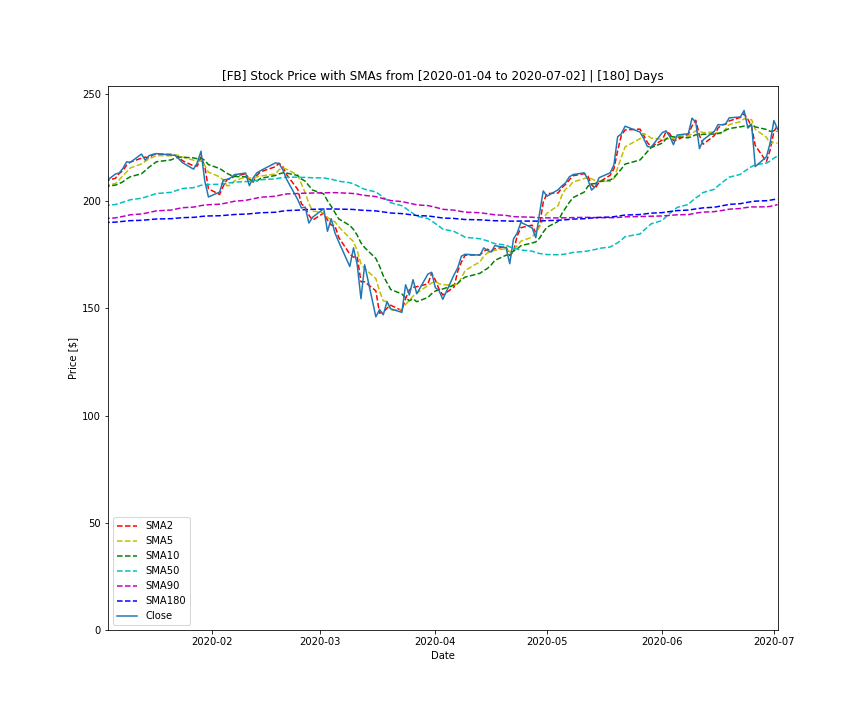 [FB] Stock Price with SMAs from [2020-01-04 to 2020-07-02] | [180] Days
250
200
150
100
50
0
Price [$]
SMA2
SMA5
SMA10
SMA50
SMA90
SMA180
Close
2020-02 2020-03 2020-04 2020-05 2020-06 2020-07
Date